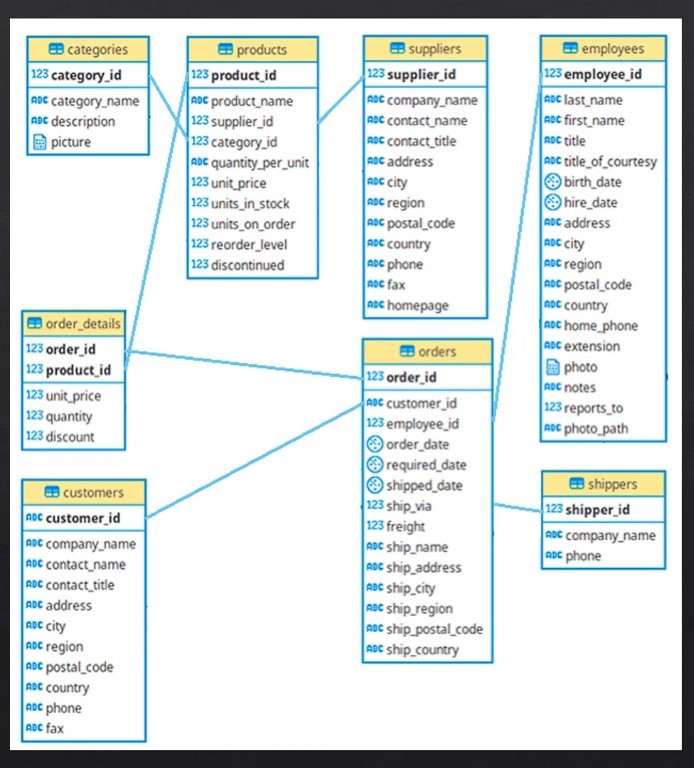 categories
123 category_id
ABC category_name
ABC description
picture
products
123 product_id
ABC product_name
123 supplier_id
123 category_id
ABC quantity_per_unit
123 unit_price
123 units_in_stock
123 units_on_order
123 reorder_level
123 discontinued
suppliers
123 supplier_id
ABC company_name
ABC contact_name
ABC contact_title
ABC address
ABC city
ABC region
ABC postal_code
ABC country
ABC phone
ABC fax
ABC homepage
employees
123 employee_id
ABC last_name
ABC first_name
ABC title
ABC title_of_courtesy
birth_date
hire_date
ABC address
ABC city
ABC region
ABC postal_code
ABC country
ABC home_phone
ABC extension
photo
ABC notes
123 reports_to
ABC photo_path
order_details
123 order_id
123 product_id
123 unit_price
123 quantity
123 discount
orders
123 order_id
ABC customer_id
123 employee_id
order_date
required_date
shipped_date
123 ship_via
123 freight
ABC ship_name
ABC ship_address
ABC ship_city
ABC ship_region
ABC ship_postal_code
ABC ship_country
customers
ABC customer_id
ABC company_name
ABC contact_name
ABC contact_title
ABC address
ABC city
ABC region
ABC postal_code
ABC country
ABC phone
ABC fax
shippers
123 shipper_id
ABC company_name
ABC phone